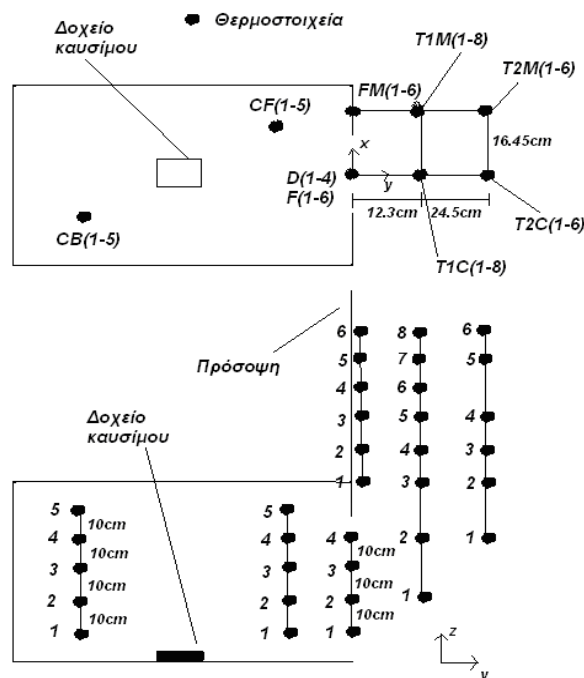 Θερμοστοιχεία
Δοχείο
καυσίμου
T1M(1-8)
T2M(1-6)
FM(1-6)
CF(1-5)
x
16.45cm
D(1-4)
y
F(1-6)
12.3cm
24.5cm
T2C(1-6)
CB(1-5)
T1C(1-8)
6
8
6
5
7
5
Πρόσοψη
4
6
3
5
4
Δοχείο
καυσίμου
2
4
3
1
3
2
5
5
10cm
4
4
4
2
1
10cm
10cm
3
3
3
10cm
10cm
2
2
2
1
10cm
10cm
1
1
1
z
y